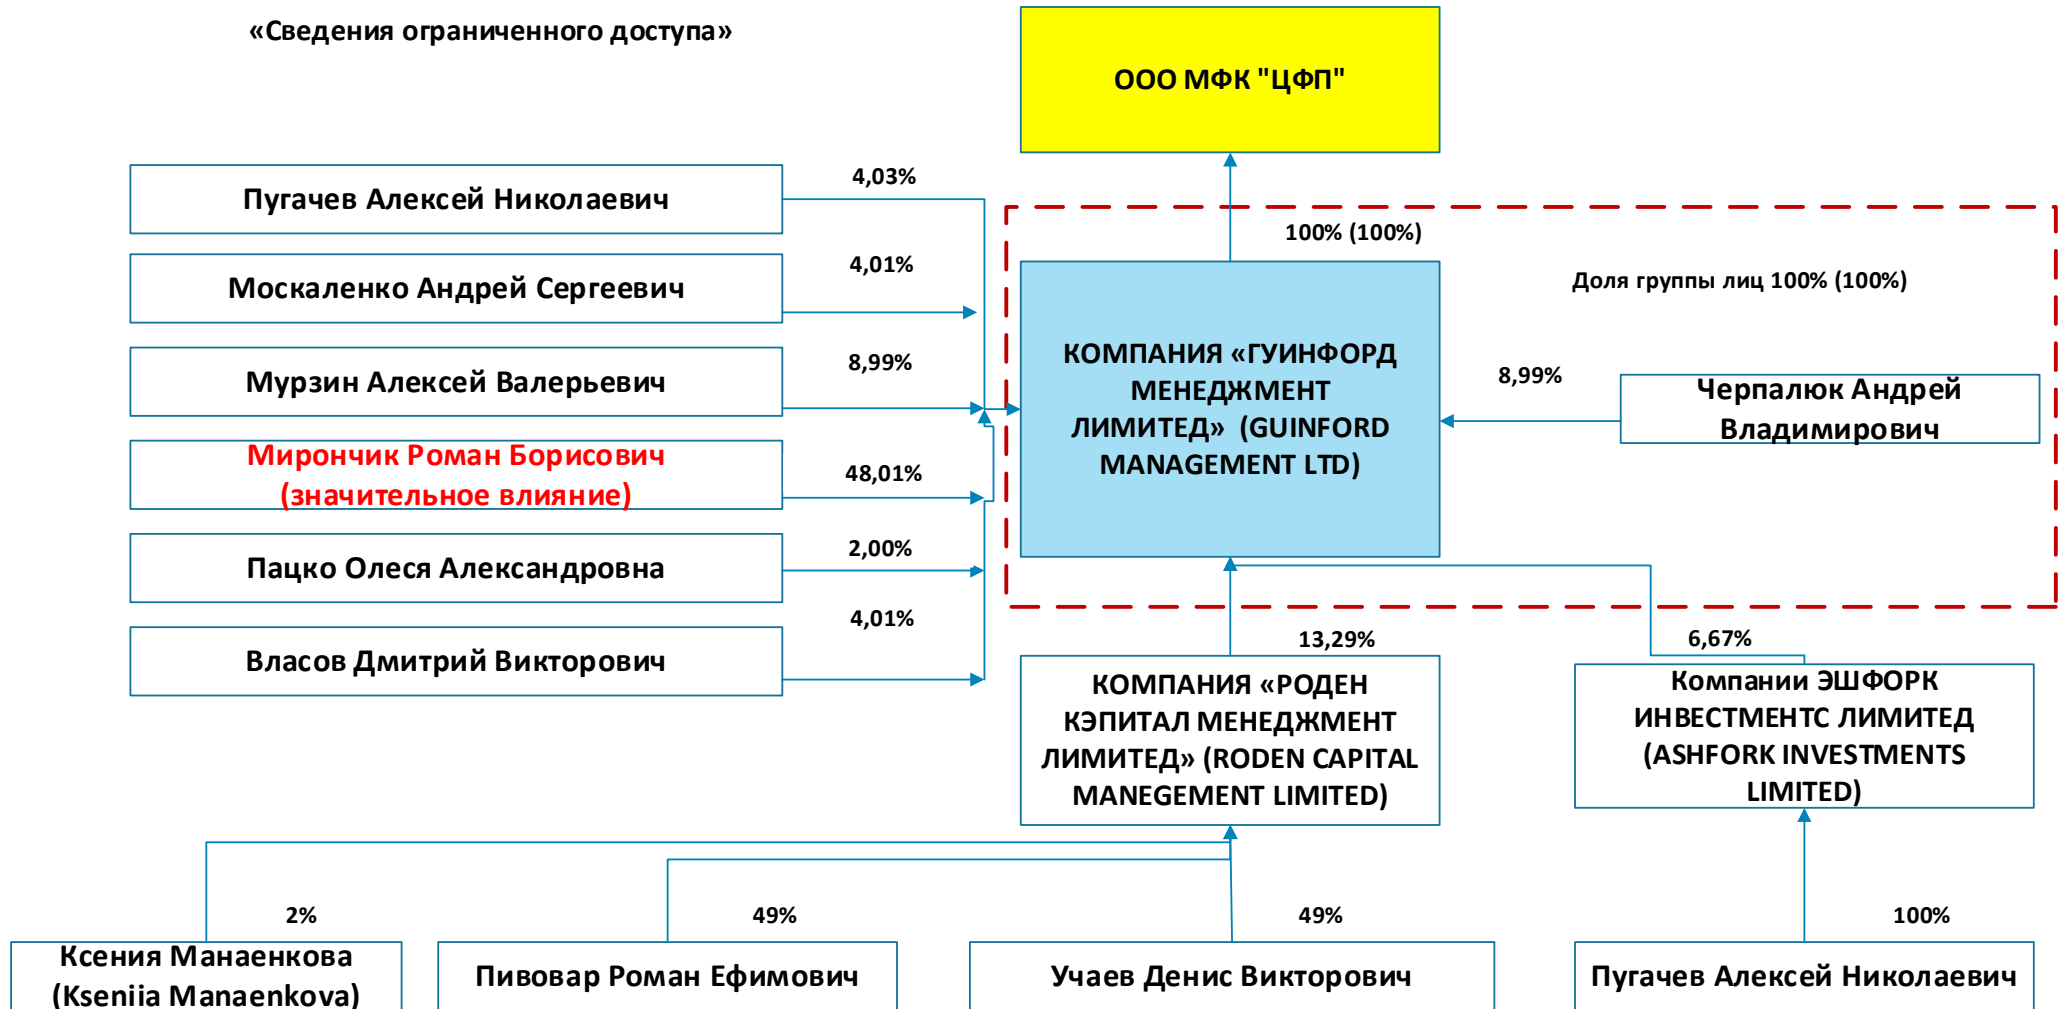 «Сведения ограниченного доступа»
ООО МФК "ЦФП"
Пугачев Алексей Николаевич
4,03%
100% (100%)
Москаленко Андрей Сергеевич
4,01%
Доля группы лиц 100% (100%)
Мурзин Алексей Валерьевич
8,99%
КОМПАНИЯ «ГУИНФОРД
МЕНЕДЖМЕНТ
ЛИМИТЕД» (GUINFORD
MANAGEMENT LTD)
8,99%
Черпалюк Андрей
Владимирович
Мирончик Роман Борисович
(значительное влияние)
48,01%
Пацко Олеся Александровна
2,00%
Власов Дмитрий Викторович
4,01%
13,29%
6,67%
КОМПАНИЯ «РОДЕН
КЭПИТАЛ МЕНЕДЖМЕНТ
ЛИМИТЕД» (RODEN CAPITAL
MANEGEMENT LIMITED)
Компании ЭШФОРК
ИНВЕСТМЕНТС ЛИМИТЕД
(ASHFORK INVESTMENTS
LIMITED)
2%
49%
49%
100%
Ксения Манаенкова
(Kseniia Manaenkova)
Пивовар Роман Ефимович
Учаев Денис Викторович
Пугачев Алексей Николаевич